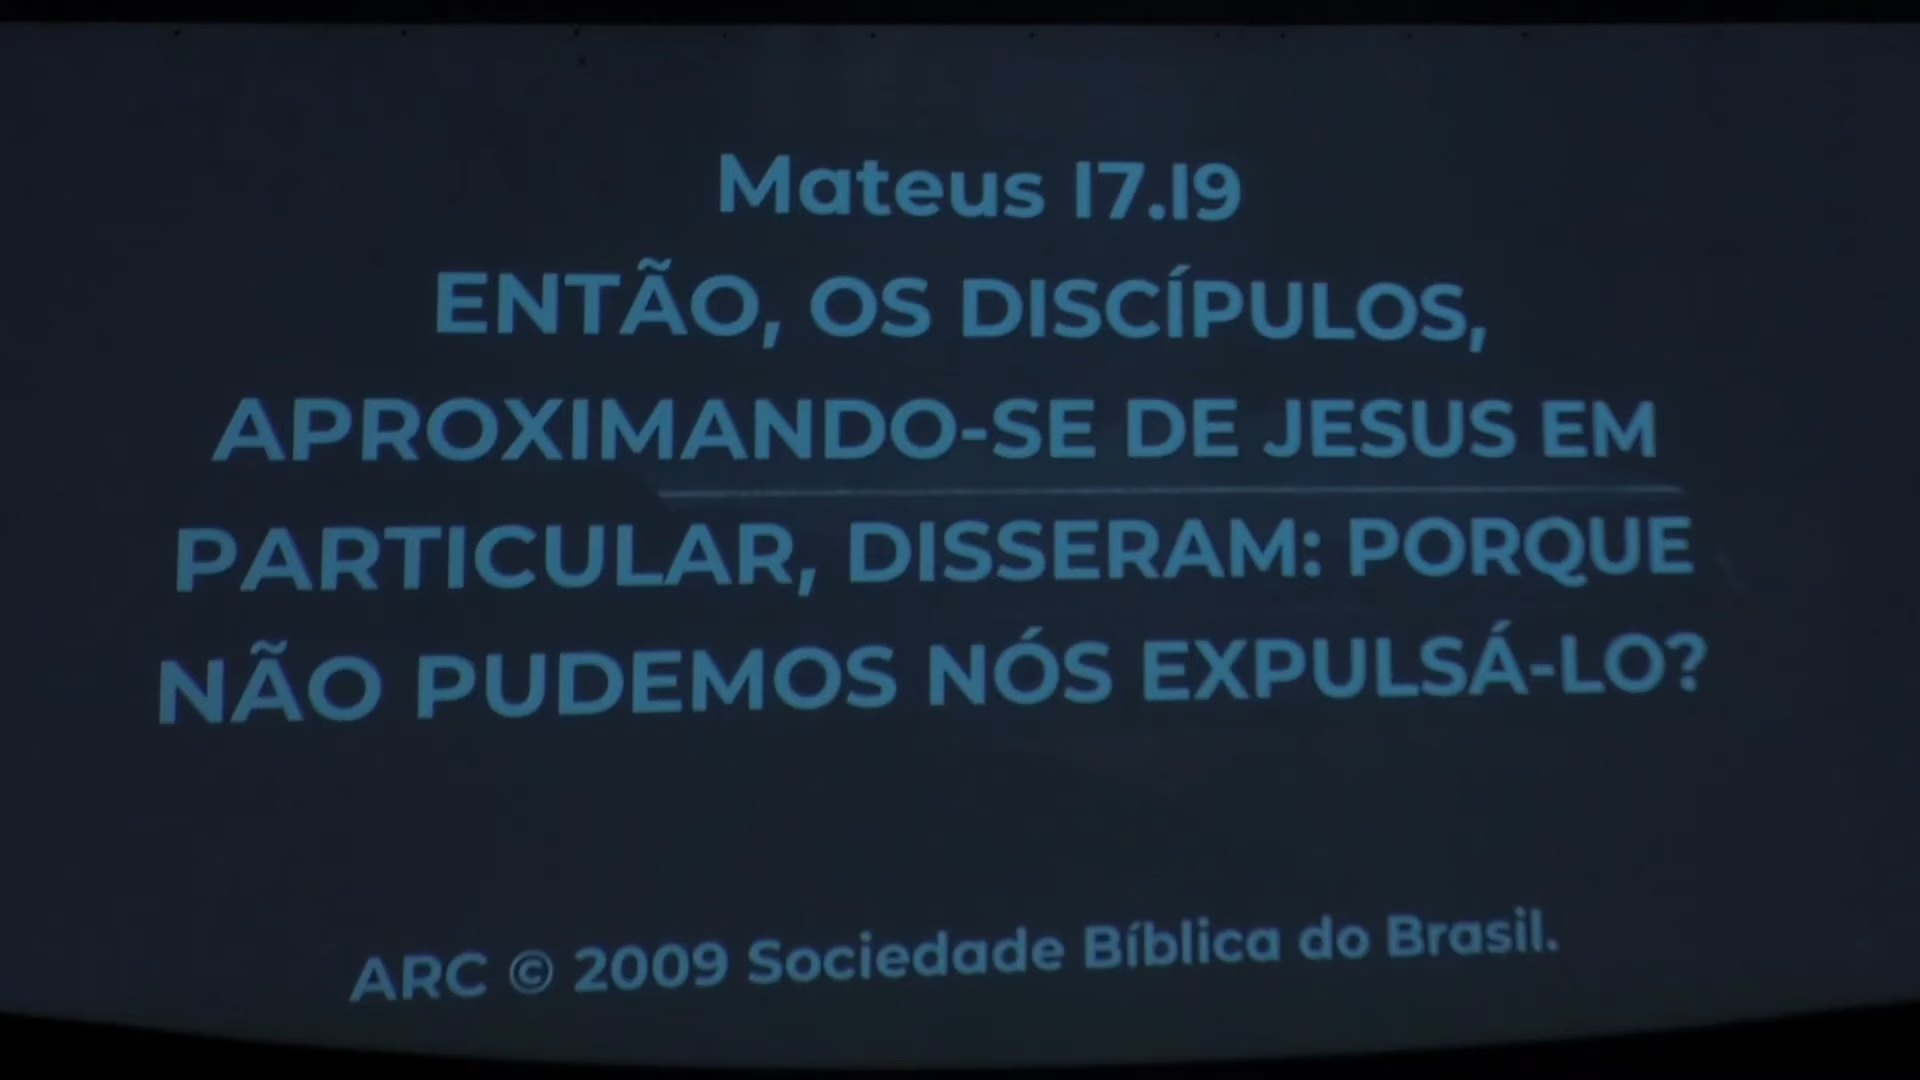 Mateus 17.19
ENTÃO, OS DISCÍPULOS,
APROXIMANDO-SE DE JESUS EM
PARTICULAR, DISSERAM: PORQUE
NÃO PUDEMOS NÓS EXPULSÁ-LO?
ARC © 2009 Sociedade Bíblica do Brasil.